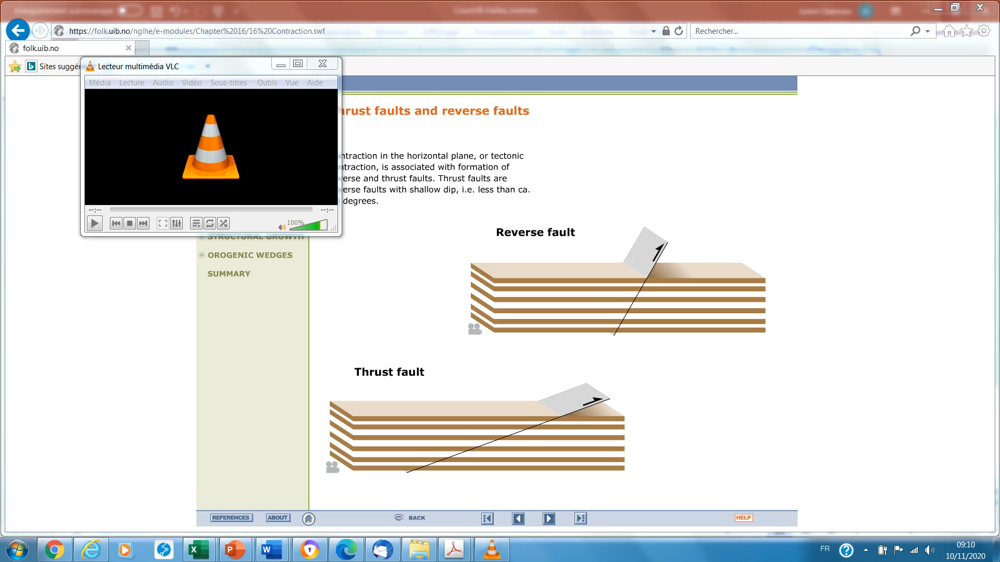 https://folk.uib.no/nglhe/e-modules/Chapter%2016/16%20Contraction.swf
Rechercher...
folk.uib.no
Sites suggér
Lecteur multimédia VLC
Média Lecture Audio Vidéo Sous-titres Outils Vue Aide
--:-- --:--
100%
hrust faults and reverse faults
ntraction in the horizontal plane, or tectonic
ntraction, is associated with formation of
erse and thrust faults. Thrust faults are
erse faults with shallow dip, i.e. less than ca.
degrees.
STRUCTURAL GROWTH
OROGENIC WEDGES
SUMMARY
Reverse fault
Thrust fault
REFERENCES ABOUT BACK HELP
FR
09:10
10/11/2020